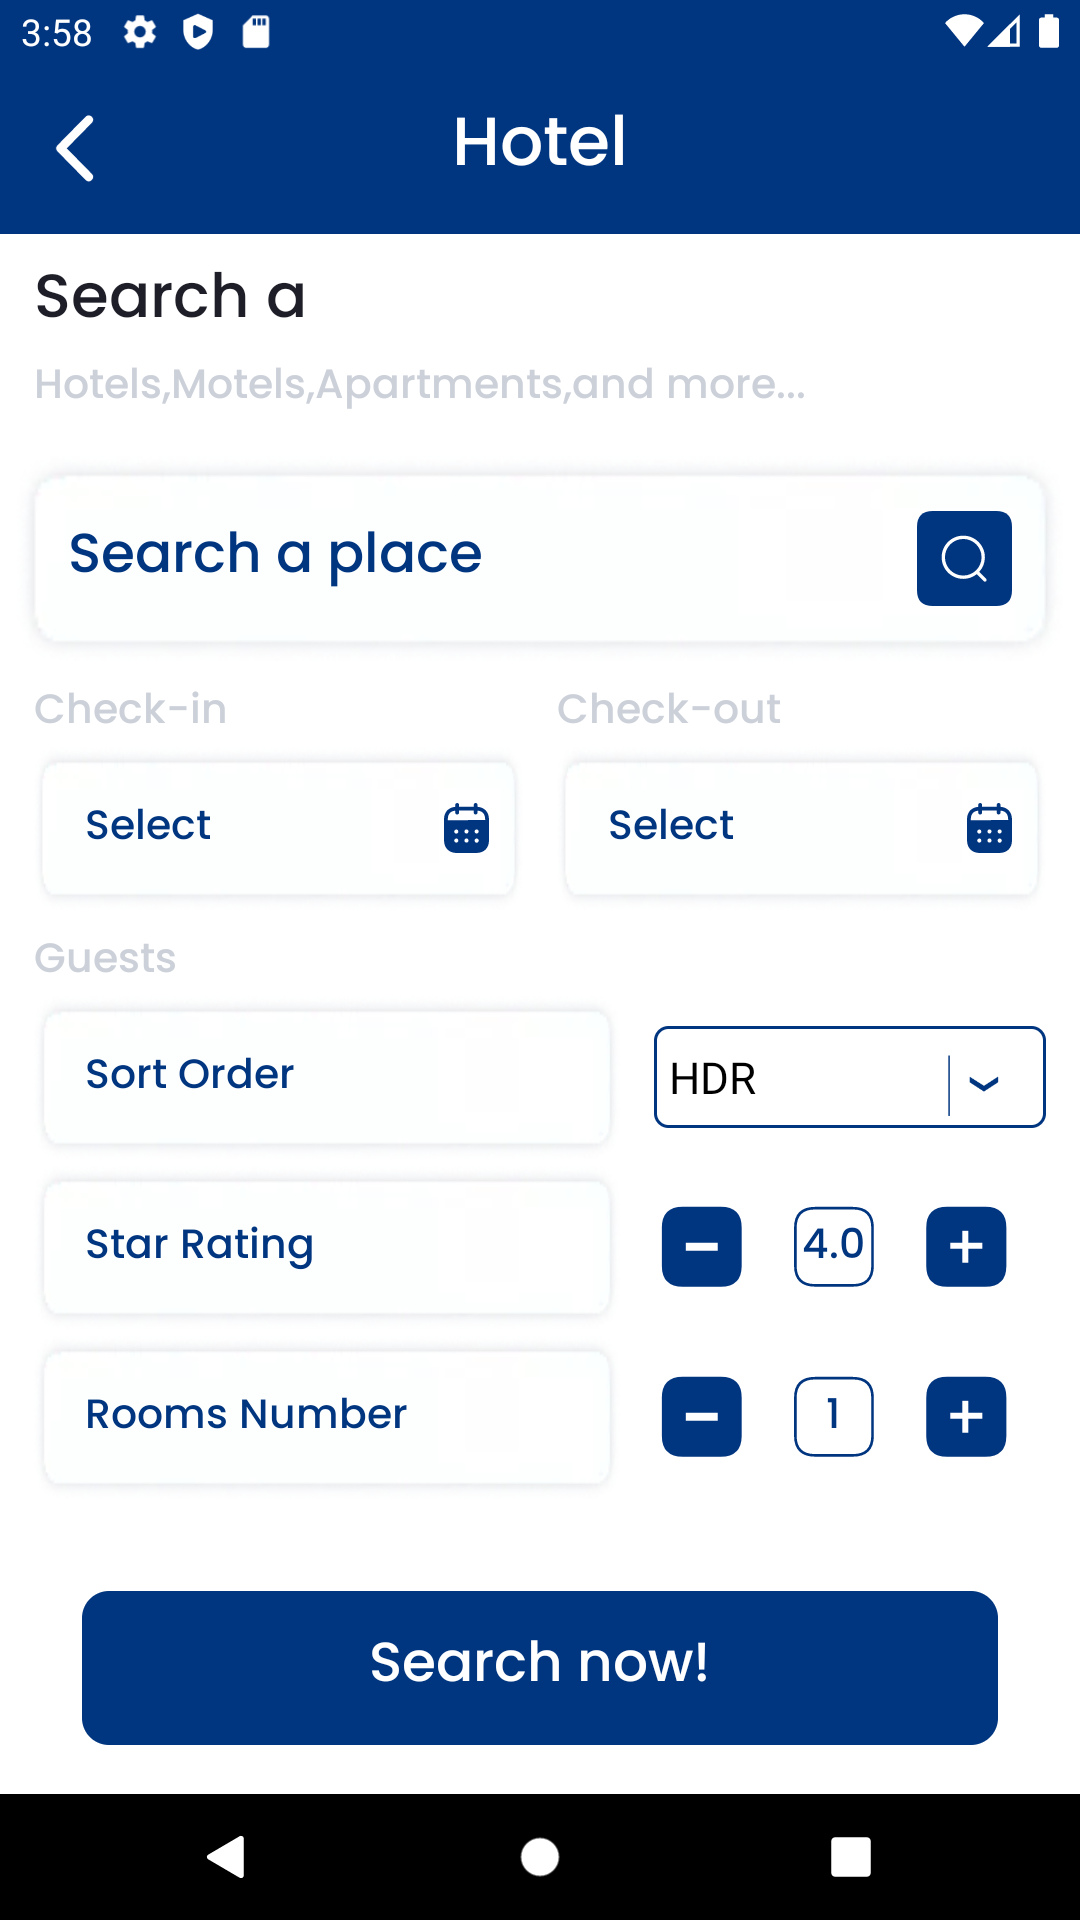 3:58
Hotel
Search a
Hotels,Motels,Apartments,and more...
Search a place
Check-in
Check-out
Select
Select
Guests
Sort Order
HDR
Star Rating
4.0
Rooms Number
1
Search now!